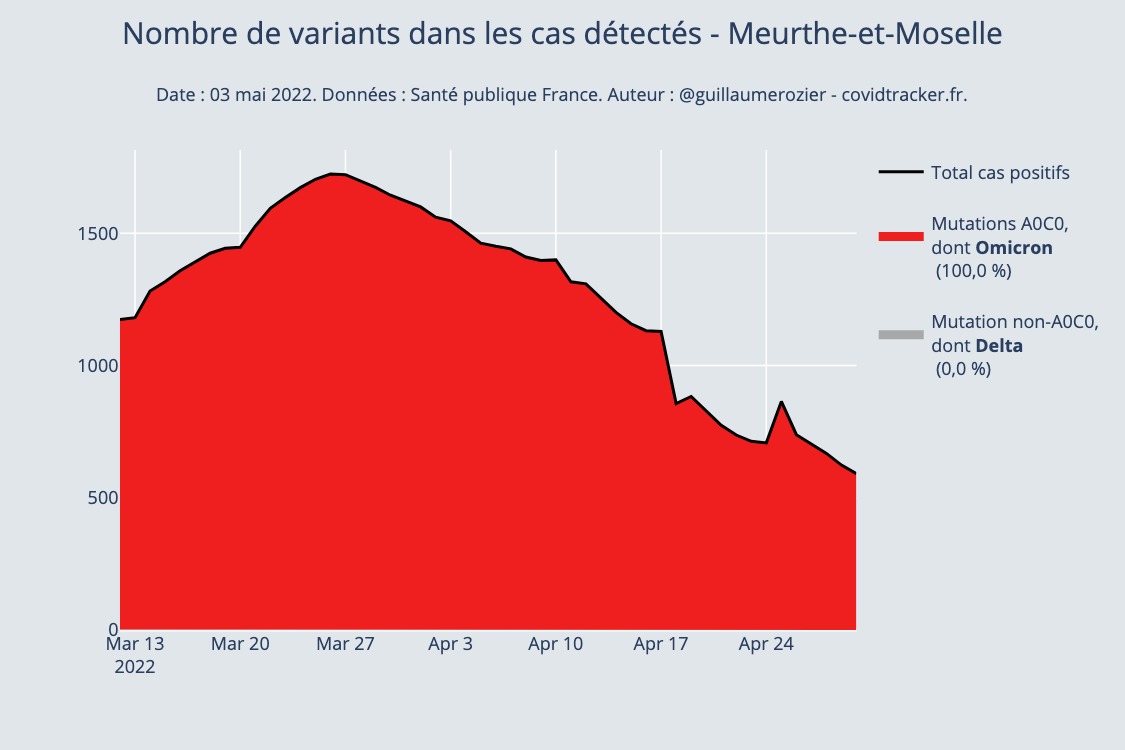 Nombre de variants dans les cas détectés - Meurthe-et-Moselle
Date : 03 mai 2022. Données : Santé publique France. Auteur : @guillaumerozier - covidtracker.fr.
Total cas positifs
Mutations A0C0,
dont Omicron
(100,0 %)
Mutation non-A0C0,
dont Delta
(0,0 %)
1500
1000
500
0
Mar 13 Mar 20 Mar 27 Apr 3 Apr 10 Apr 17 Apr 24
2022